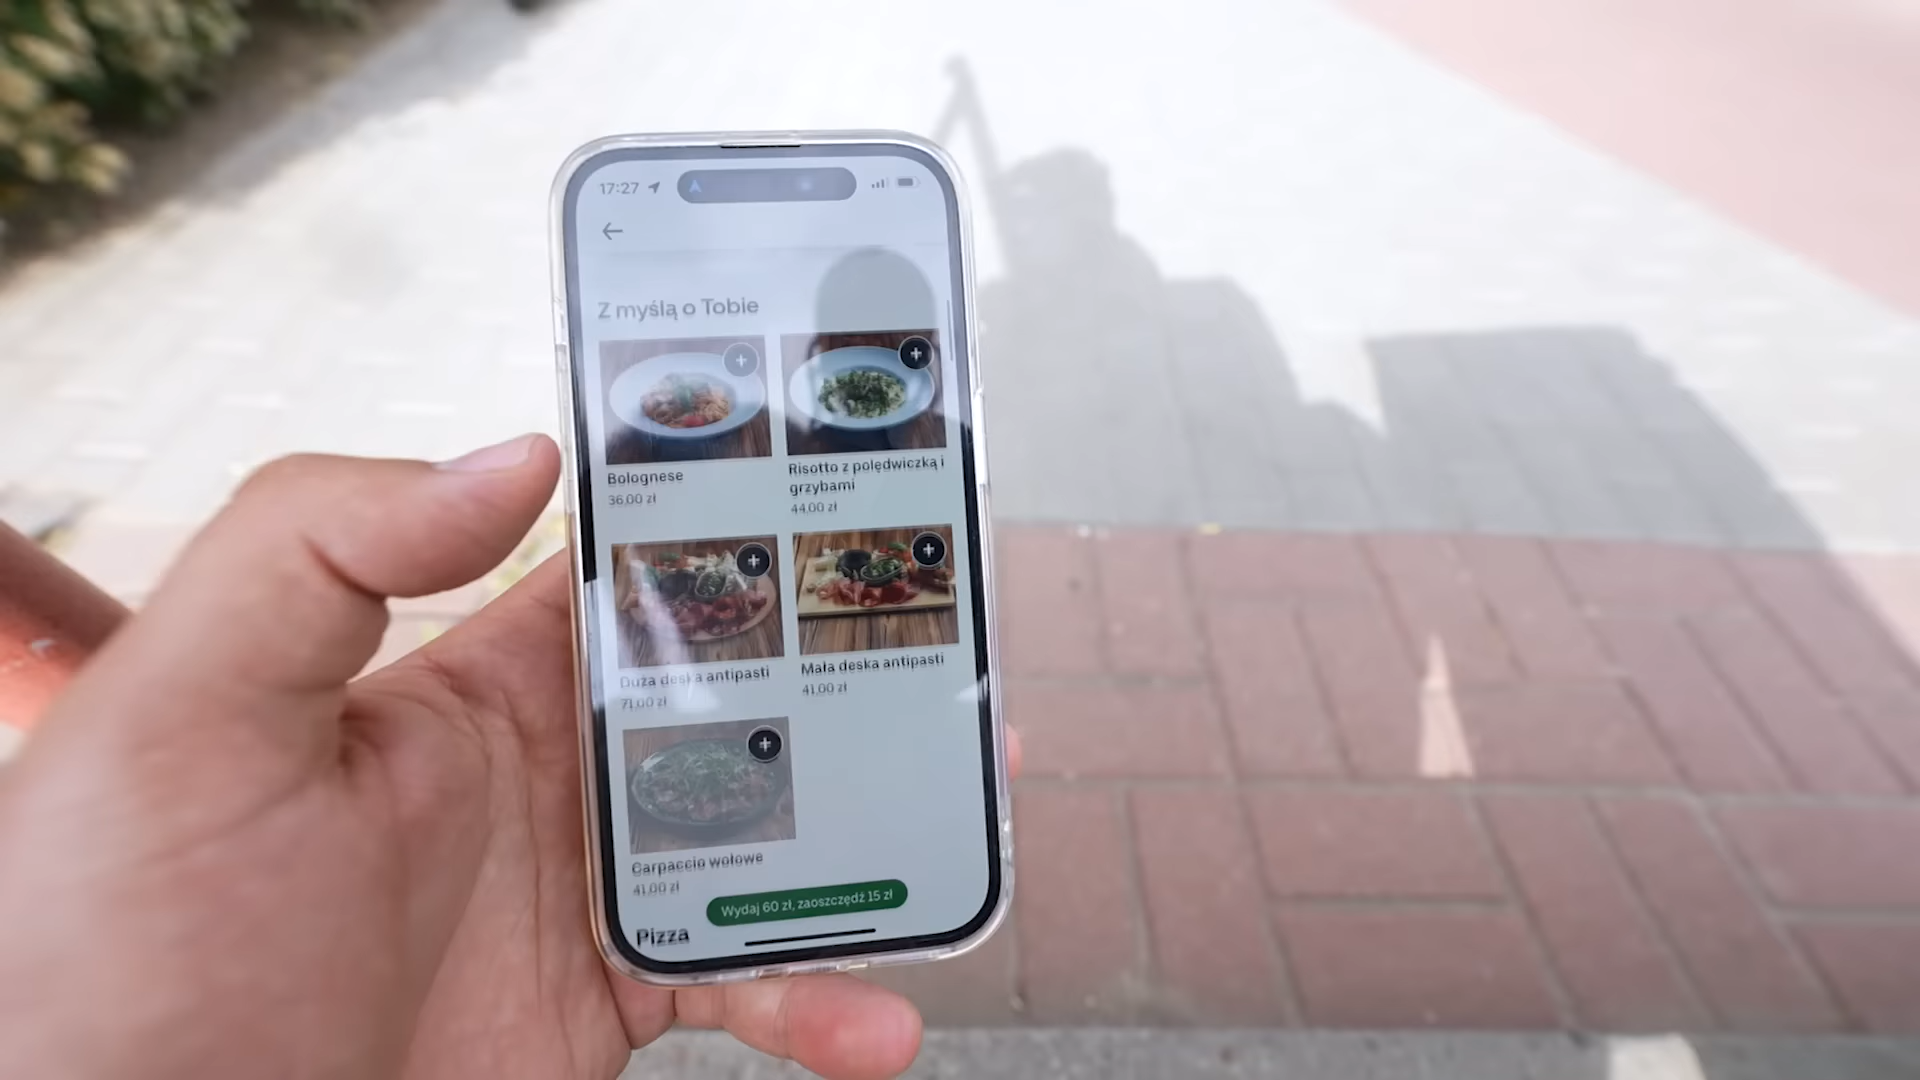 17:27
Z myślą o Tobie
Bolognese
36,00 zł
Risotto z polędwiczką i
grzybami
44,00 zł
Duża deska antipasti
71,00 zł
Mała deska antipasti
41,00 zł
Carpaccio wołowe
41,00 zł
Wydaj 60 zł, zaoszczędź 15 zł
Pizza